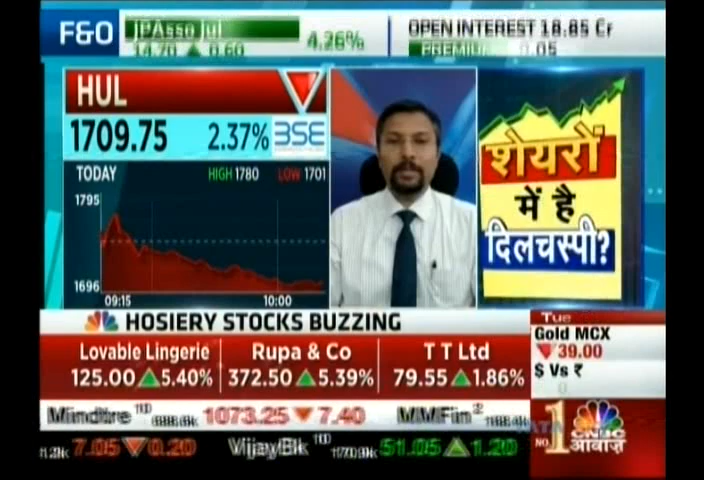 F&O
JPAsso Jul
14.70 ▲ 0.60
4.26%
OPEN INTEREST 18.85 Cr
PREMIUM 0.05
HUL
1709.75
2.37%
BSE
TODAY
HIGH 1780
LOW 1701
1795
1696
09:15
10:00
शेयरों
में है
दिलचस्पी?
HOSIERY STOCKS BUZZING
Lovable Lingerie
125.00 ▲ 5.40%
Rupa & Co
372.50 ▲ 5.39%
T T Ltd
79.55 ▲ 1.86%
Tue
Gold MCX
▼ 39.00
$ Vs ₹
0
Mindtree 1073.25 ▼ 7.40
MMFin
7.05 ▼ 0.20
VijayBk 51.05 ▲ 1.20
NO. 1
CNBC
आवाज़